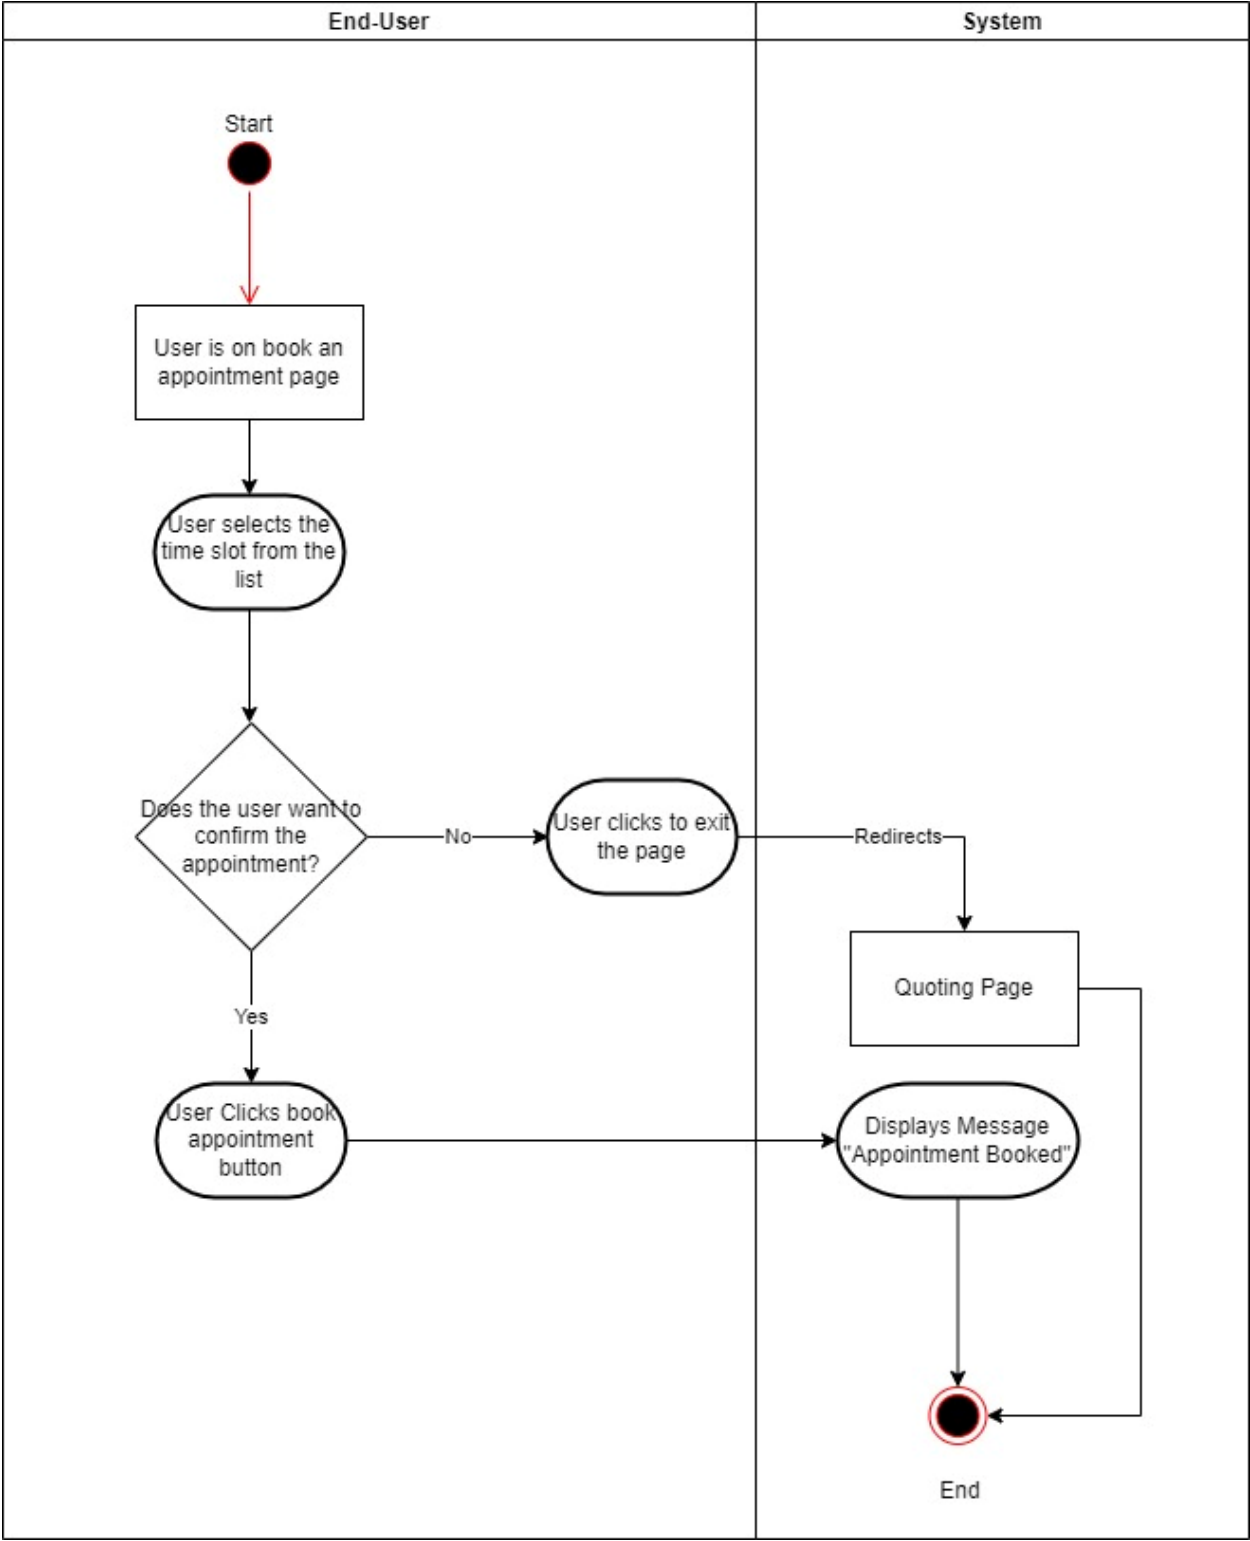 End-User
System
Start
User is on book an
appointment page
User selects the
time slot from the
list
Does the user want to
confirm the
appointment?
No
User clicks to exit
the page
Redirects
Quoting Page
Yes
User Clicks book
appointment
button
Displays Message
"Appointment Booked"
End